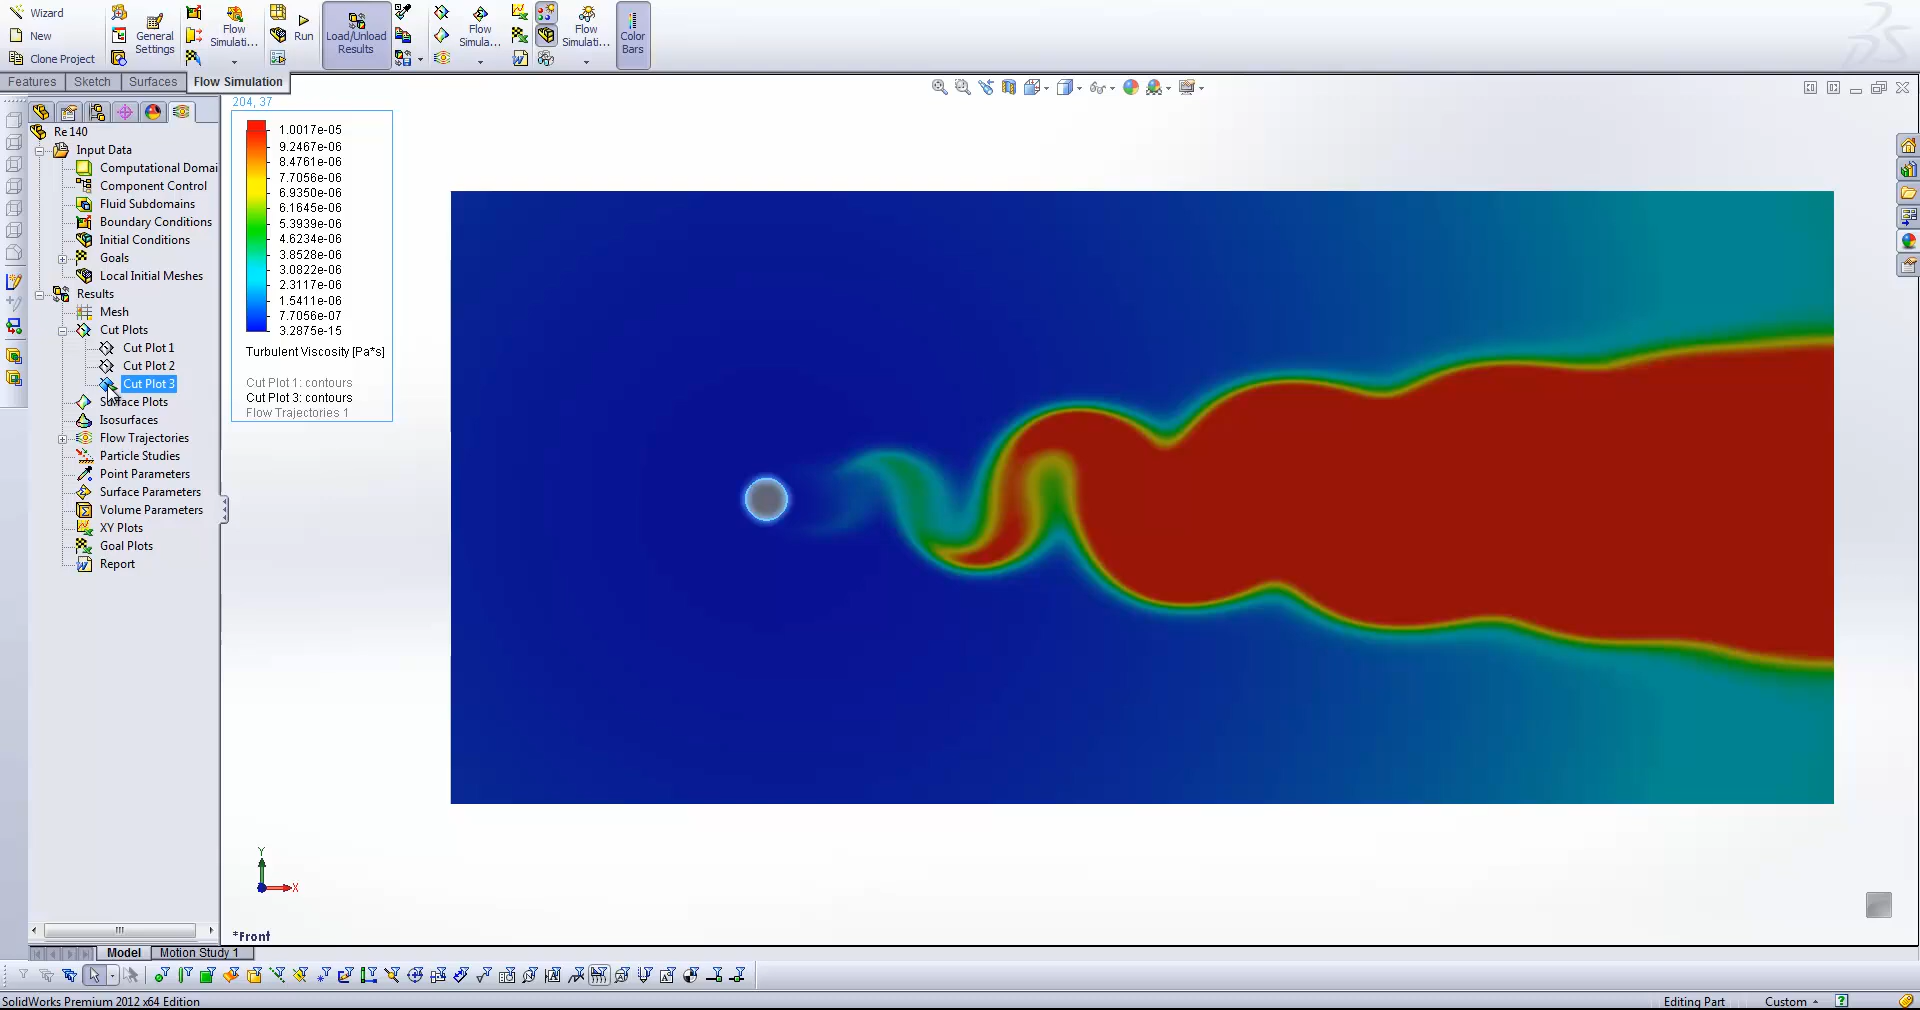 Wizard
New
Clone Project
General
Settings
Flow
Simulati...
Run
Load/Unload
Results
Flow
Simula...
Flow
Simulati...
Color
Bars
Features
Sketch
Surfaces
Flow Simulation
204, 37
Re 140
Input Data
Computational Domai
Component Control
Fluid Subdomains
Boundary Conditions
Initial Conditions
Goals
Local Initial Meshes
Results
Mesh
Cut Plots
Cut Plot 1
Cut Plot 2
Cut Plot 3
Surface Plots
Isosurfaces
Flow Trajectories
Particle Studies
Point Parameters
Surface Parameters
Volume Parameters
XY Plots
Goal Plots
Report
1.0017e-05
9.2467e-06
8.4761e-06
7.7056e-06
6.9350e-06
6.1645e-06
5.3939e-06
4.6234e-06
3.8528e-06
3.0822e-06
2.3117e-06
1.5411e-06
7.7056e-07
3.2875e-15
Turbulent Viscosity [Pa*s]
Cut Plot 1: contours
Cut Plot 3: contours
Flow Trajectories 1
Y
X
*Front
Model
Motion Study 1
SolidWorks Premium 2012 x64 Edition
Editing Part
Custom